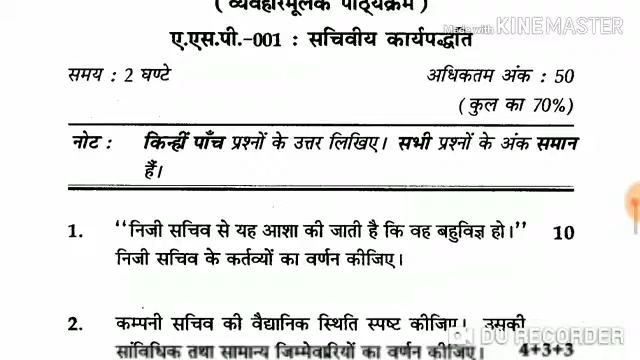 ( व्यवहारमूलक पाठ्यक्रम )
Made with KINEMASTER
ए.एस.पी.-001 : सचिवीय कार्यपद्धति
समय : 2 घण्टे अधिकतम अंक : 50
(कुल का 70%)
नोट : किन्हीं पाँच प्रश्नों के उत्तर लिखिए। सभी प्रश्नों के अंक समान
हैं।
1. ‘‘निजी सचिव से यह आशा की जाती है कि वह बहुविज्ञ हो।’’ 10
निजी सचिव के कर्तव्यों का वर्णन कीजिए।
2. कम्पनी सचिव की वैद्यानिक स्थिति स्पष्ट कीजिए। उसकी
DU RECORDER
सांविधिक तथा सामान्य जिम्मेवारियों का वर्णन कीजिए। 4+3+3